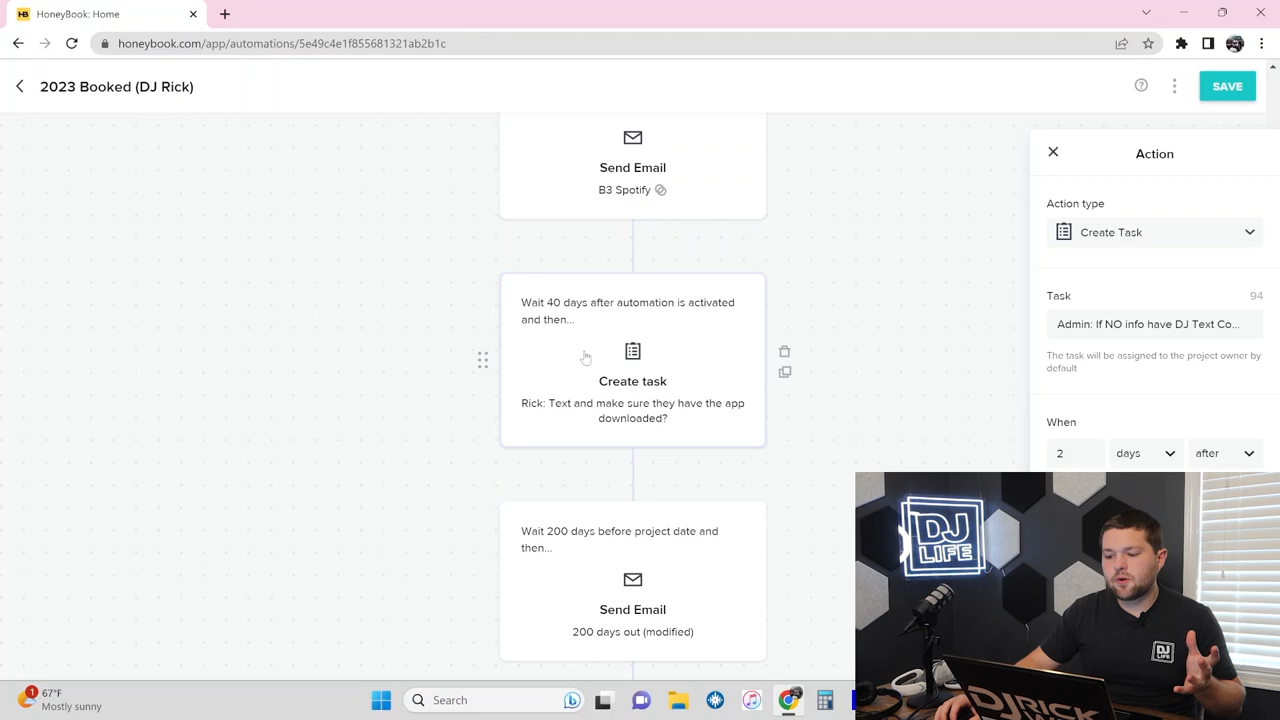 HB HoneyBook: Home
honeybook.com/app/automations/5e49c4e1f855681321ab2b1c
2023 Booked (DJ Rick)
SAVE
Send Email
B3 Spotify
Wait 40 days after automation is activated
and then...
Create task
Rick: Text and make sure they have the app
downloaded?
Wait 200 days before project date and
then...
Send Email
200 days out (modified)
Action
Action type
Create Task
Task 94
Admin: If NO info have DJ Text Co...
The task will be assigned to the project owner by
default
When
2 days after
DJ
LIFE
DJ
LIFE
DJ RICK
1
67°F
Mostly sunny
Search